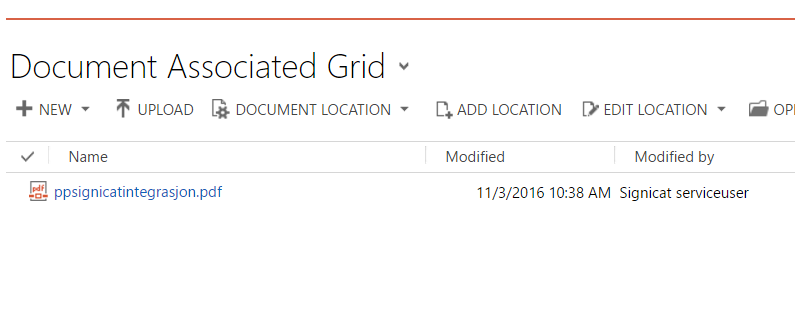 Document Associated Grid
NEW UPLOAD DOCUMENT LOCATION ADD LOCATION EDIT LOCATION
Name Modified Modified by
pdf ppsignicatintegrasjon.pdf 11/3/2016 10:38 AM Signicat serviceuser